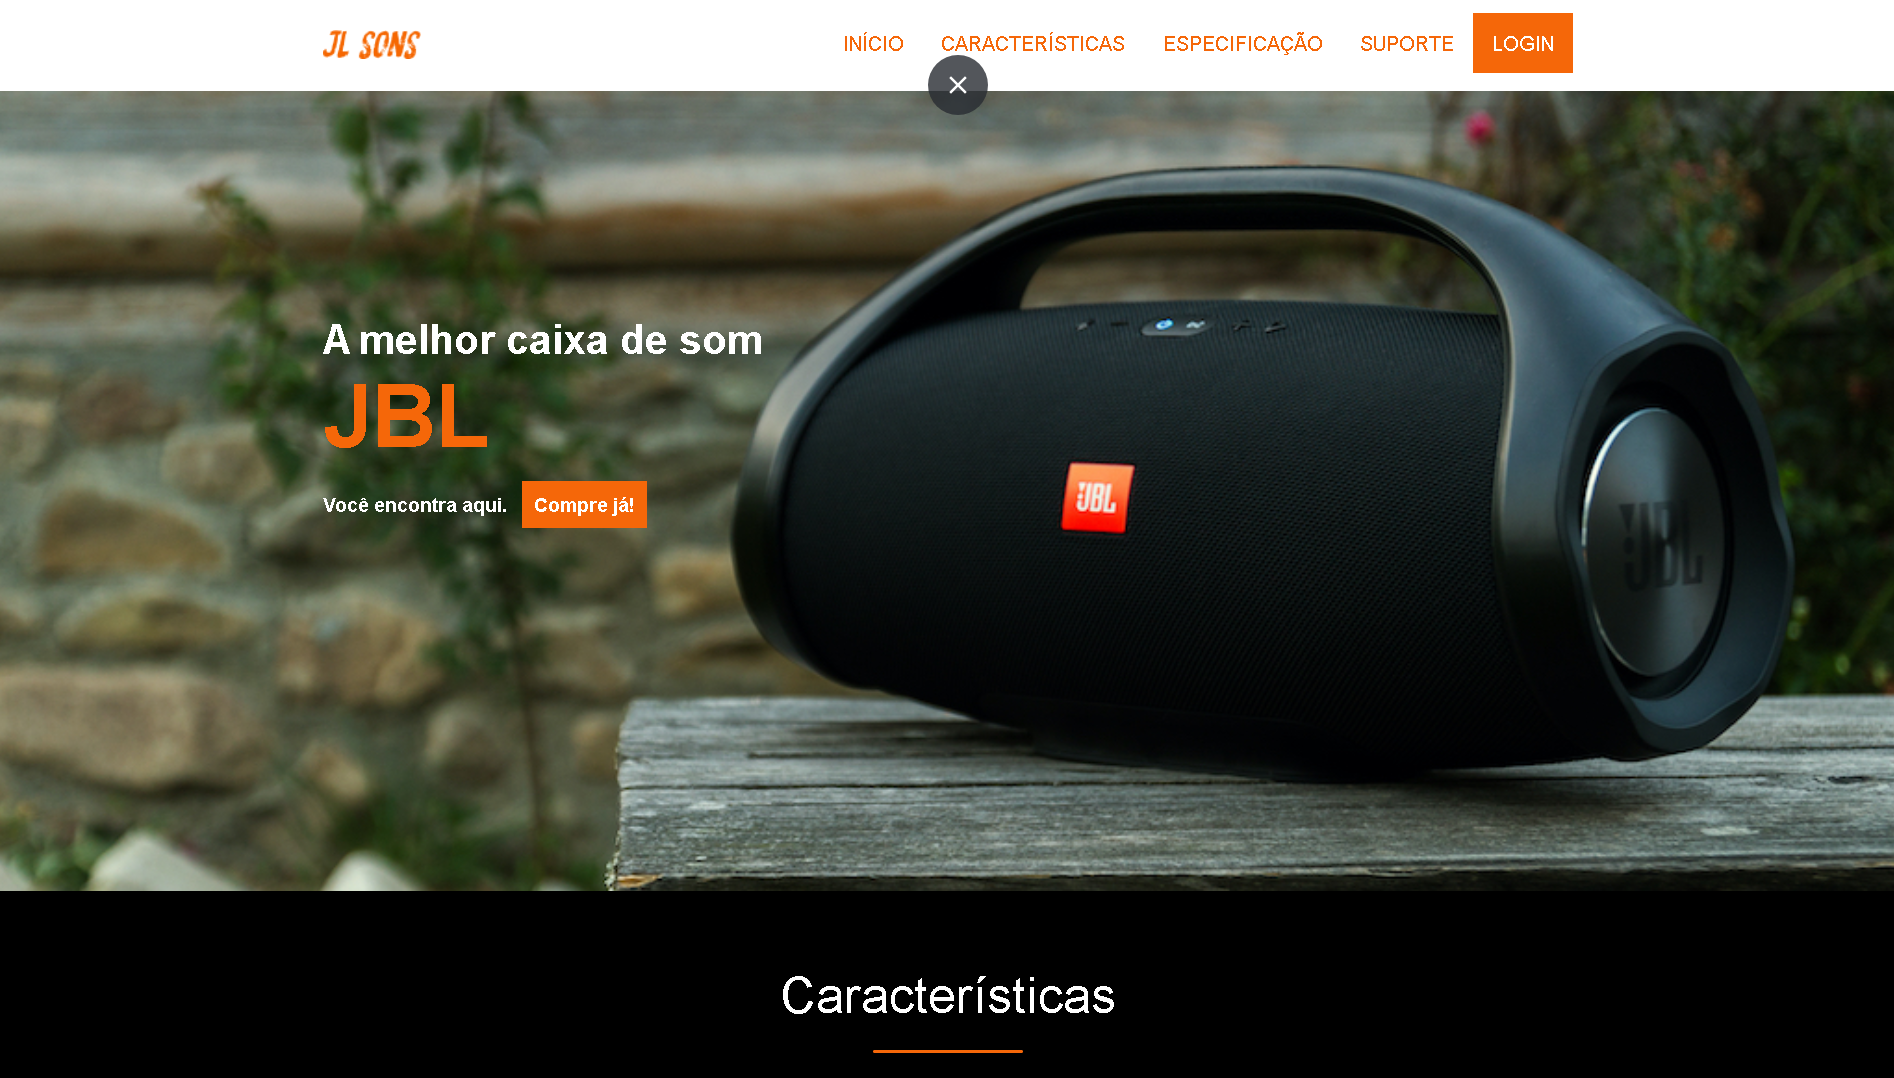 JL SONS
INÍCIO CARACTERÍSTICAS ESPECIFICAÇÃO SUPORTE LOGIN
A melhor caixa de som
JBL
Você encontra aqui. Compre já!
JBL
JBL
Características